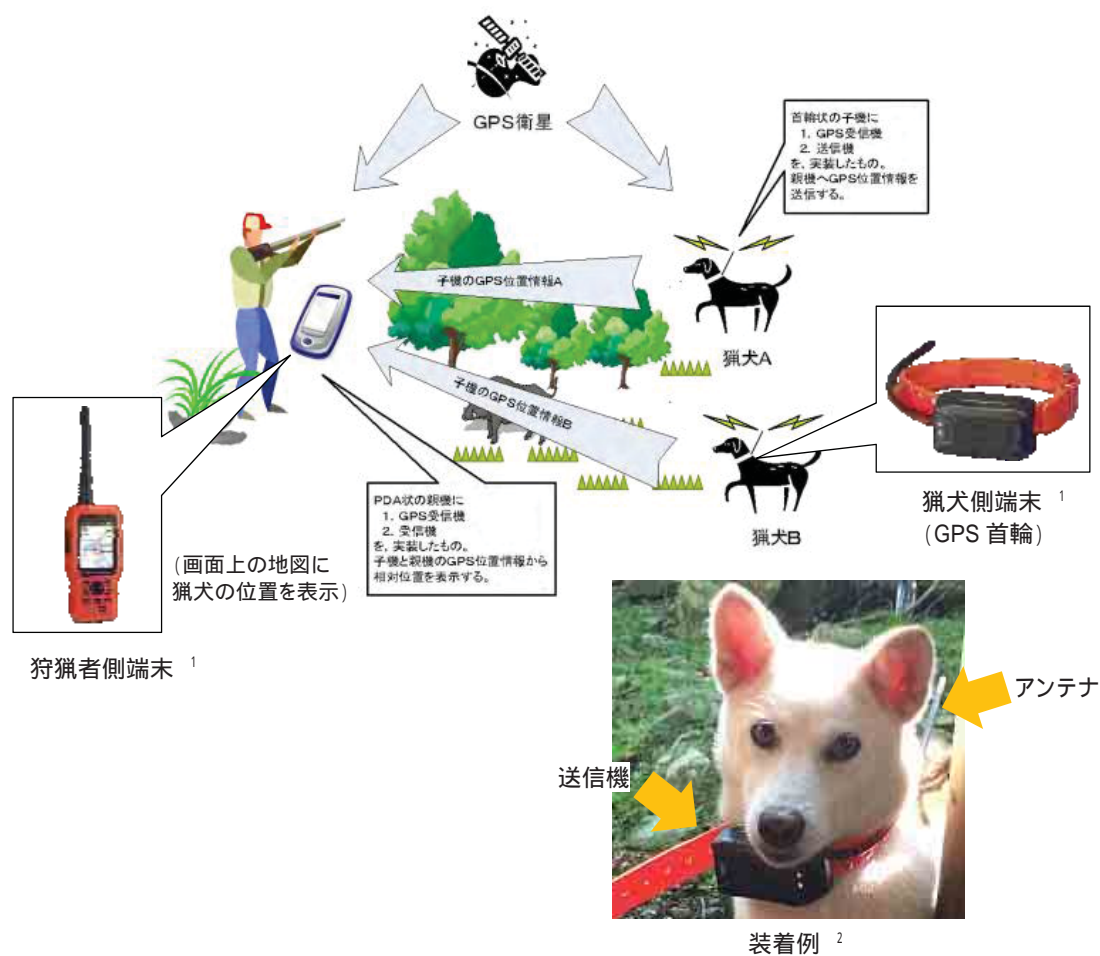 GPS衛星
首輪状の子機に
1. GPS受信機
2. 送信機
を、実装したもの。
親機へGPS位置情報を
送信する。
子機のGPS位置情報A
猟犬A
子機のGPS位置情報B
猟犬B
猟犬側端末 1
(GPS 首輪)
PDA状の親機に
1. GPS受信機
2. 受信機
を、実装したもの。
子機と親機のGPS位置情報から
相対位置を表示する。
(画面上の地図に
猟犬の位置を表示)
狩猟者側端末 1
アンテナ
送信機
装着例 2